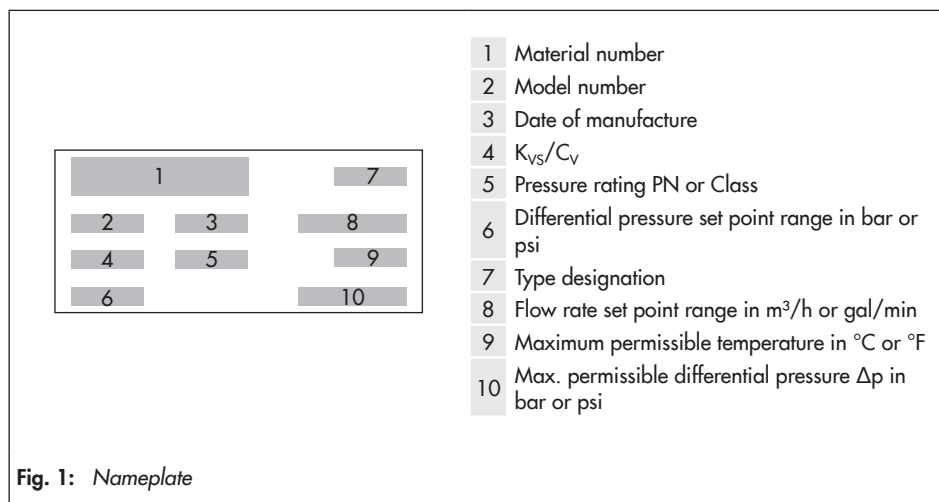 1
7
2 3 8
4 5 9
6 10
1 Material number
2 Model number
3 Date of manufacture
4 KVS/CV
5 Pressure rating PN or Class
6 Differential pressure set point range in bar or
psi
7 Type designation
8 Flow rate set point range in m³/h or gal/min
9 Maximum permissible temperature in °C or °F
10 Max. permissible differential pressure Δp in
bar or psi
Fig. 1: Nameplate